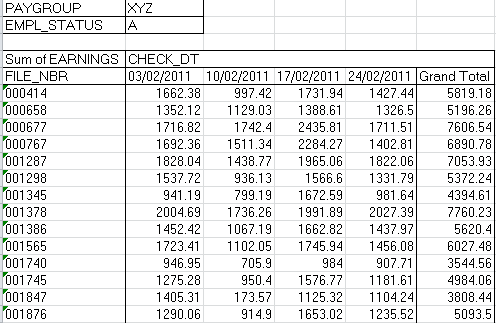 PAYGROUP XYZ
EMPL_STATUS A
Sum of EARNINGS CHECK_DT
FILE_NBR 03/02/2011 10/02/2011 17/02/2011 24/02/2011 Grand Total
000414 1662.38 997.42 1731.94 1427.44 5819.18
000658 1352.12 1129.03 1388.61 1326.5 5196.26
000677 1716.82 1742.4 2435.81 1711.51 7606.54
000767 1692.36 1511.34 2284.27 1402.81 6890.78
001287 1828.04 1438.77 1965.06 1822.06 7053.93
001298 1537.72 936.13 1566.6 1331.79 5372.24
001345 941.19 799.19 1672.59 981.64 4394.61
001378 2004.69 1736.26 1991.89 2027.39 7760.23
001386 1452.42 1067.19 1662.82 1437.97 5620.4
001565 1723.41 1102.05 1745.94 1456.08 6027.48
001740 946.95 705.9 984 907.71 3544.56
001745 1275.28 950.4 1576.77 1181.61 4984.06
001847 1405.31 173.57 1125.32 1104.24 3808.44
001876 1290.06 914.9 1653.02 1235.52 5093.5